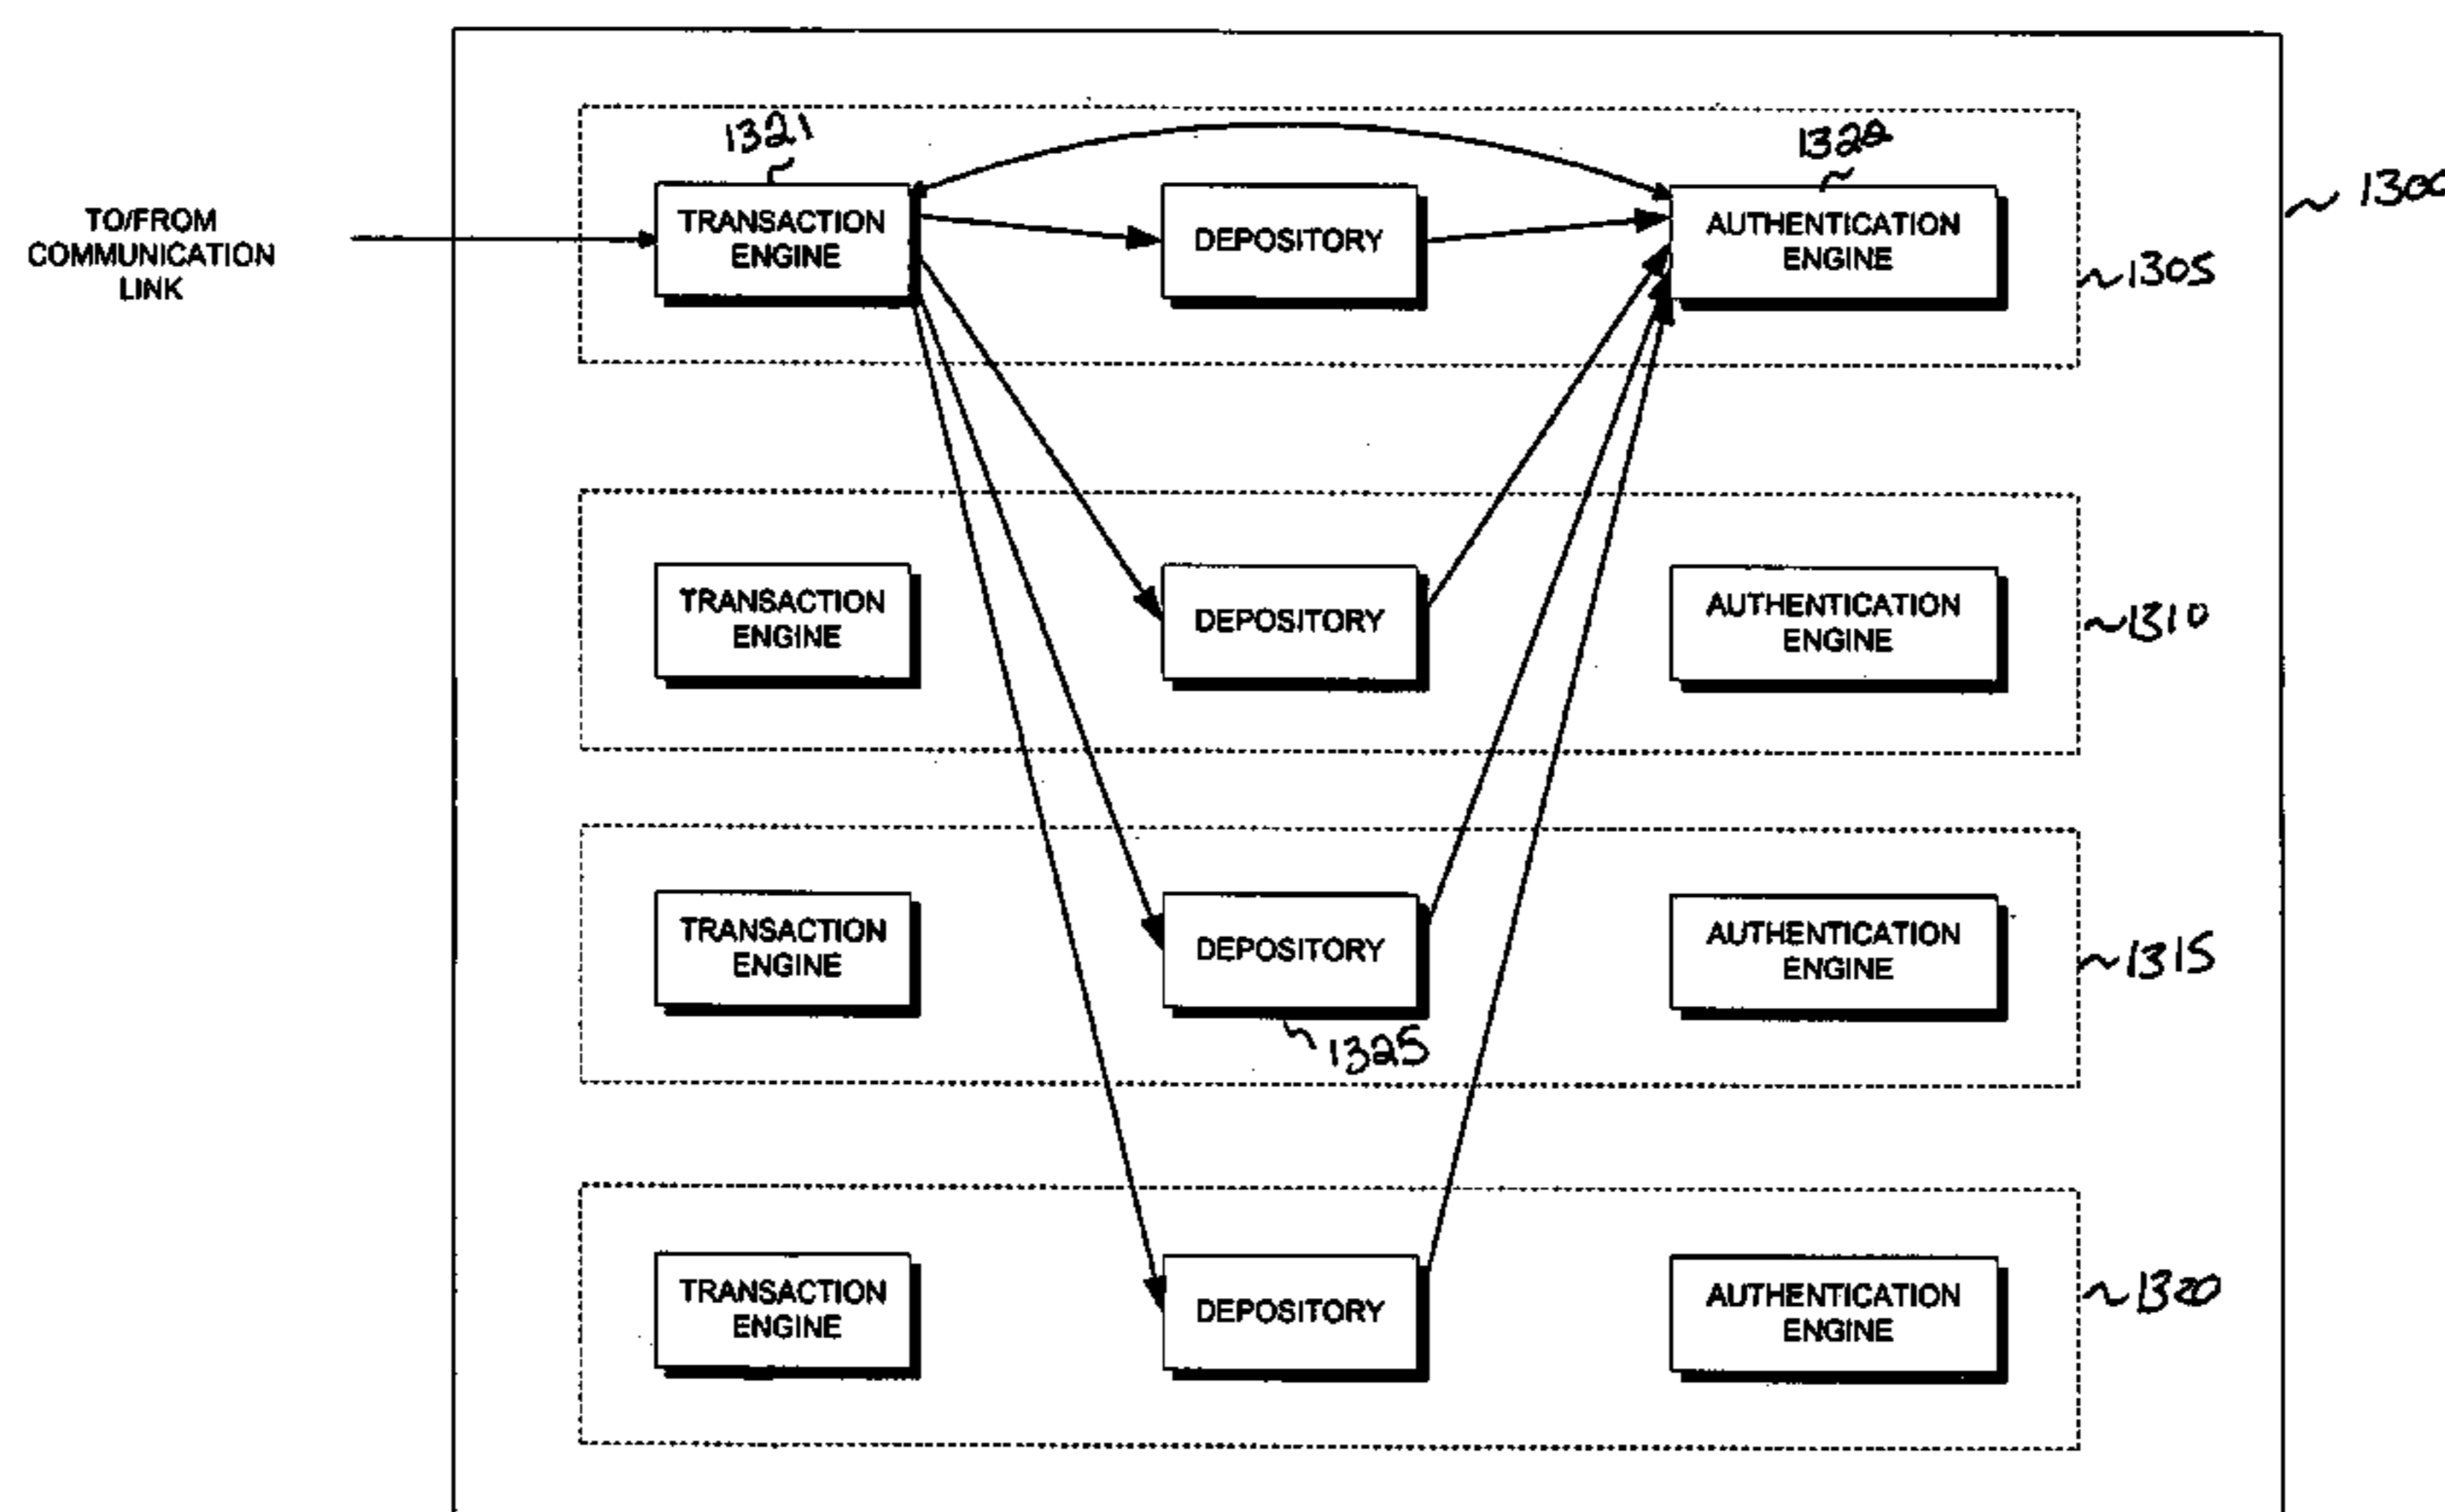 1321
1322
TRANSACTION
ENGINE
DEPOSITORY
AUTHENTICATION
ENGINE
TO/FROM
COMMUNICATION
LINK
1300
1305
TRANSACTION
ENGINE
DEPOSITORY
AUTHENTICATION
ENGINE
1310
TRANSACTION
ENGINE
DEPOSITORY
AUTHENTICATION
ENGINE
1315
1325
TRANSACTION
ENGINE
DEPOSITORY
AUTHENTICATION
ENGINE
1320